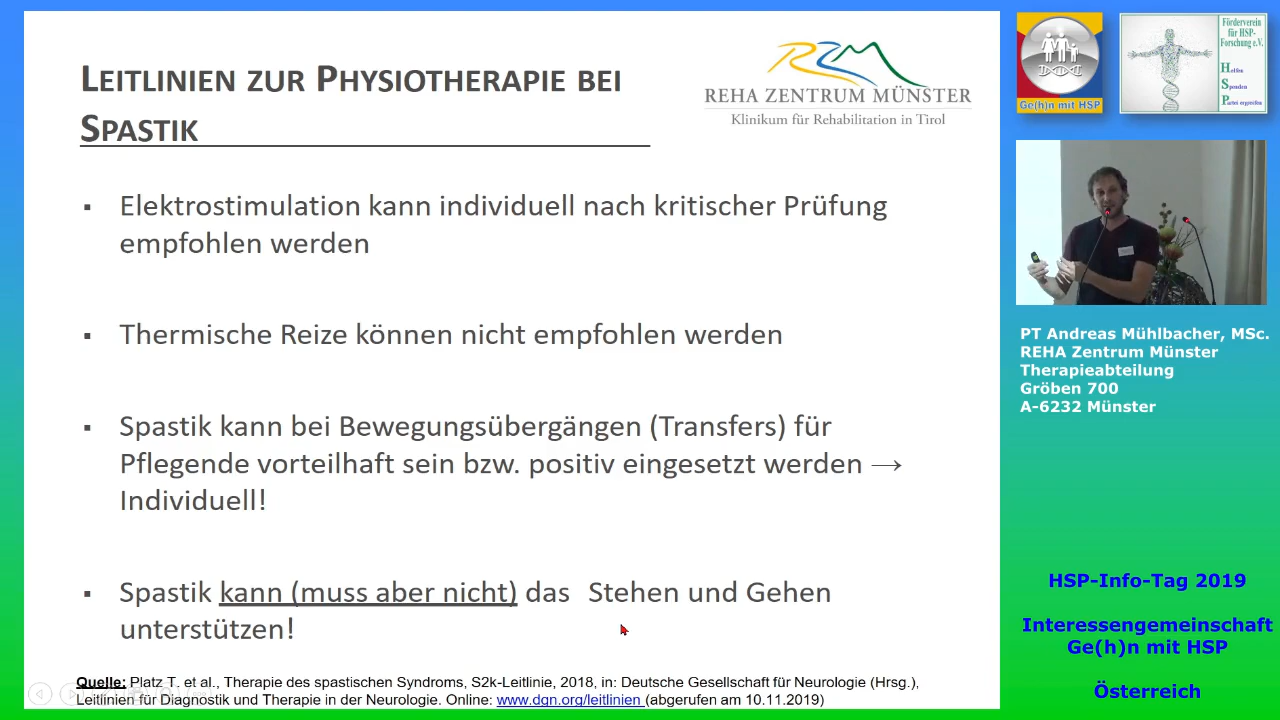 LEITLINIEN ZUR PHYSIOTHERAPIE BEI
SPASTIK
REHA ZENTRUM MÜNSTER
Klinikum für Rehabilitation in Tirol
▪ Elektrostimulation kann individuell nach kritischer Prüfung
empfohlen werden
▪ Thermische Reize können nicht empfohlen werden
▪ Spastik kann bei Bewegungsübergängen (Transfers) für
Pflegende vorteilhaft sein bzw. positiv eingesetzt werden →
Individuell!
▪ Spastik kann (muss aber nicht) das Stehen und Gehen
unterstützen!
Quelle: Platz T. et al., Therapie des spastischen Syndroms, S2k-Leitlinie, 2018, in: Deutsche Gesellschaft für Neurologie (Hrsg.),
Leitlinien für Diagnostik und Therapie in der Neurologie. Online: www.dgn.org/leitlinien (abgerufen am 10.11.2019)
Ge(h)n mit HSP
Förderverein
für HSP-
Forschung e.V.
Helfen
Spenden
Partei ergreifen
PT Andreas Mühlbacher, MSc.
REHA Zentrum Münster
Therapieabteilung
Gröben 700
A-6232 Münster
HSP-Info-Tag 2019
Interessengemeinschaft
Ge(h)n mit HSP
Österreich